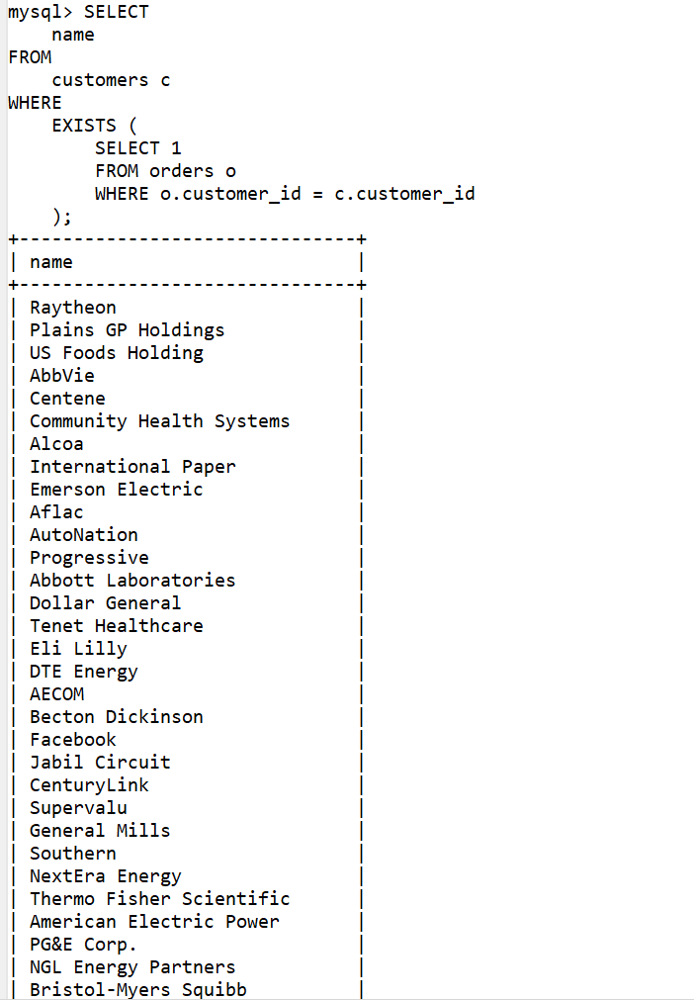 mysql> SELECT
    name
FROM
    customers c
WHERE
    EXISTS (
        SELECT 1
        FROM orders o
        WHERE o.customer_id = c.customer_id
    );
+-------------------------------+
| name                          |
+-------------------------------+
| Raytheon                      |
| Plains GP Holdings            |
| US Foods Holding              |
| AbbVie                        |
| Centene                       |
| Community Health Systems      |
| Alcoa                         |
| International Paper           |
| Emerson Electric              |
| Aflac                         |
| AutoNation                    |
| Progressive                   |
| Abbott Laboratories           |
| Dollar General                |
| Tenet Healthcare              |
| Eli Lilly                     |
| DTE Energy                    |
| AECOM                         |
| Becton Dickinson              |
| Facebook                      |
| Jabil Circuit                 |
| CenturyLink                   |
| Supervalu                     |
| General Mills                 |
| Southern                      |
| NextEra Energy                |
| Thermo Fisher Scientific      |
| American Electric Power       |
| PG&E Corp.                    |
| NGL Energy Partners           |
| Bristol-Myers Squibb          |